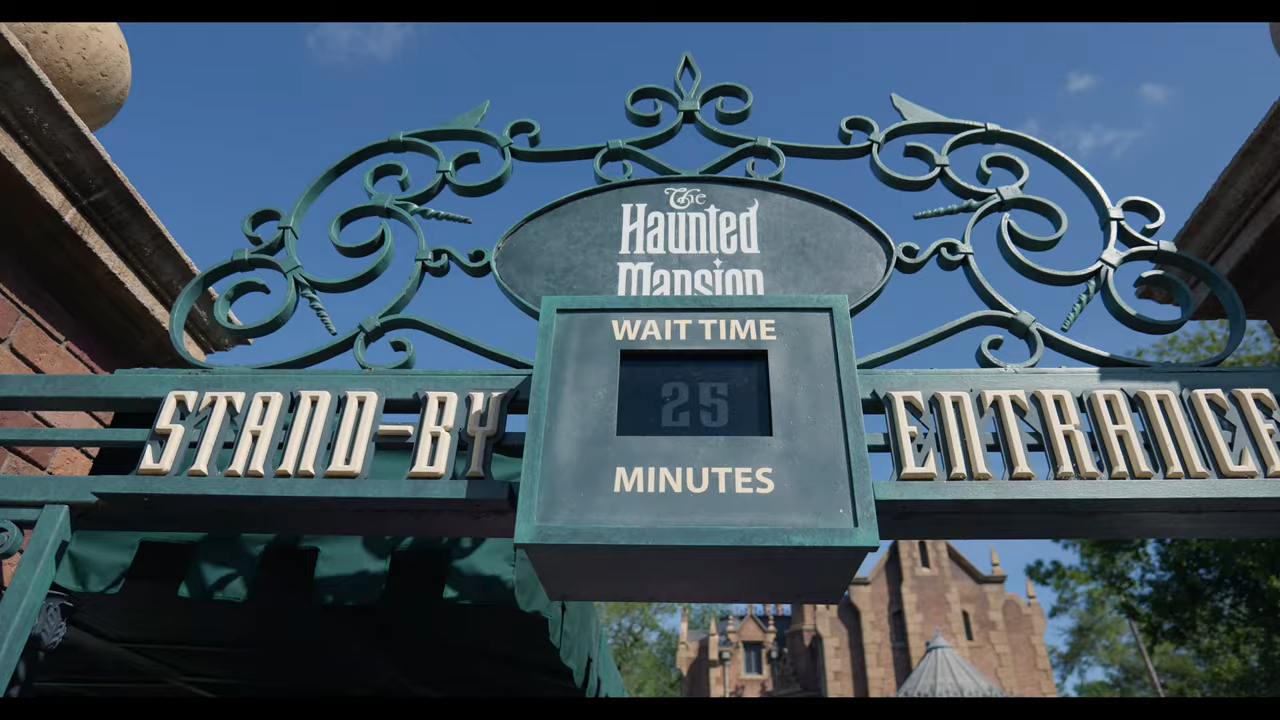 The
Haunted
Mansion
WAIT TIME
25
MINUTES
STAND-BY
ENTRANCE